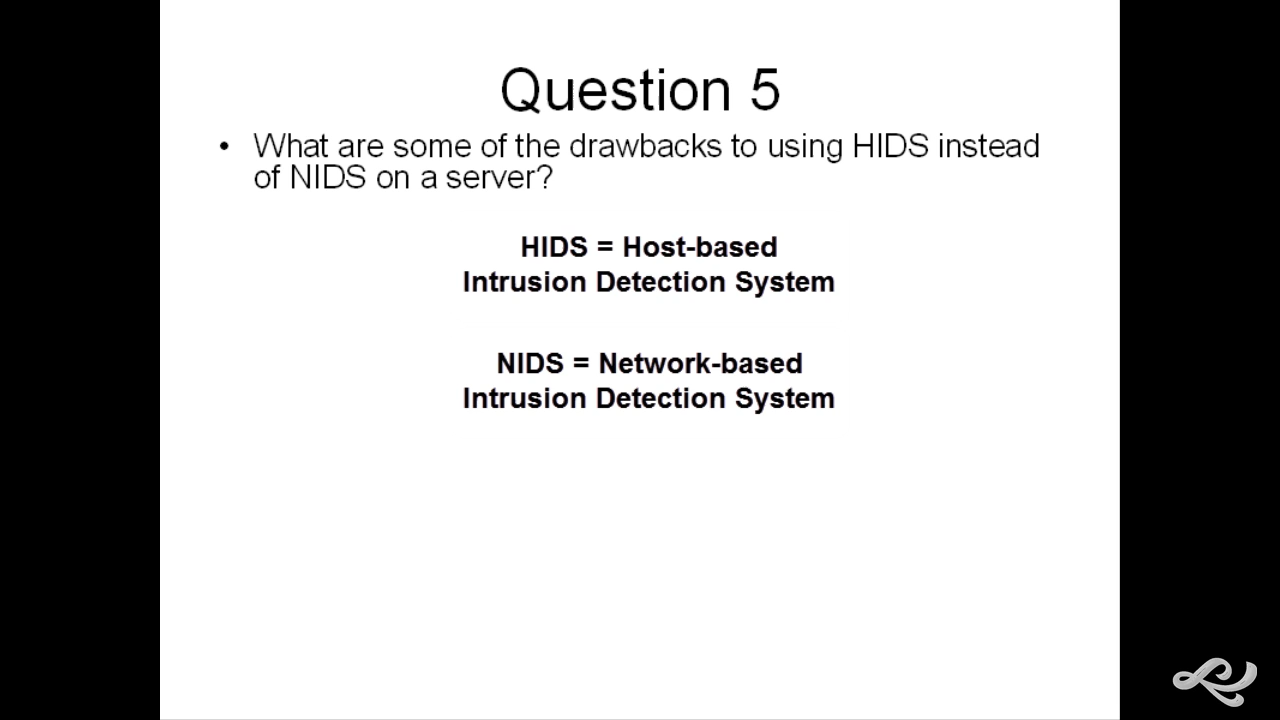 Question 5
• What are some of the drawbacks to using HIDS instead
of NIDS on a server?
HIDS = Host-based
Intrusion Detection System
NIDS = Network-based
Intrusion Detection System